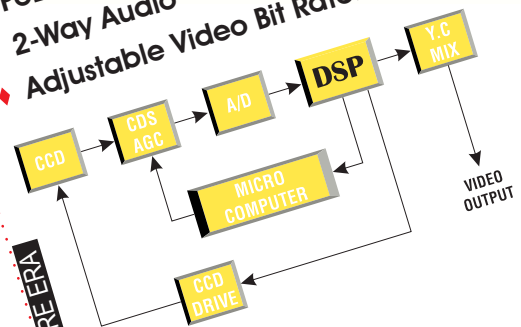 2-Way Audio
Adjustable Video Bit Rate
Y.C
MIX
DSP
A/D
CDS
AGC
CCD
MICRO
COMPUTER
VIDEO
OUTPUT
CCD
DRIVE
RE ERA